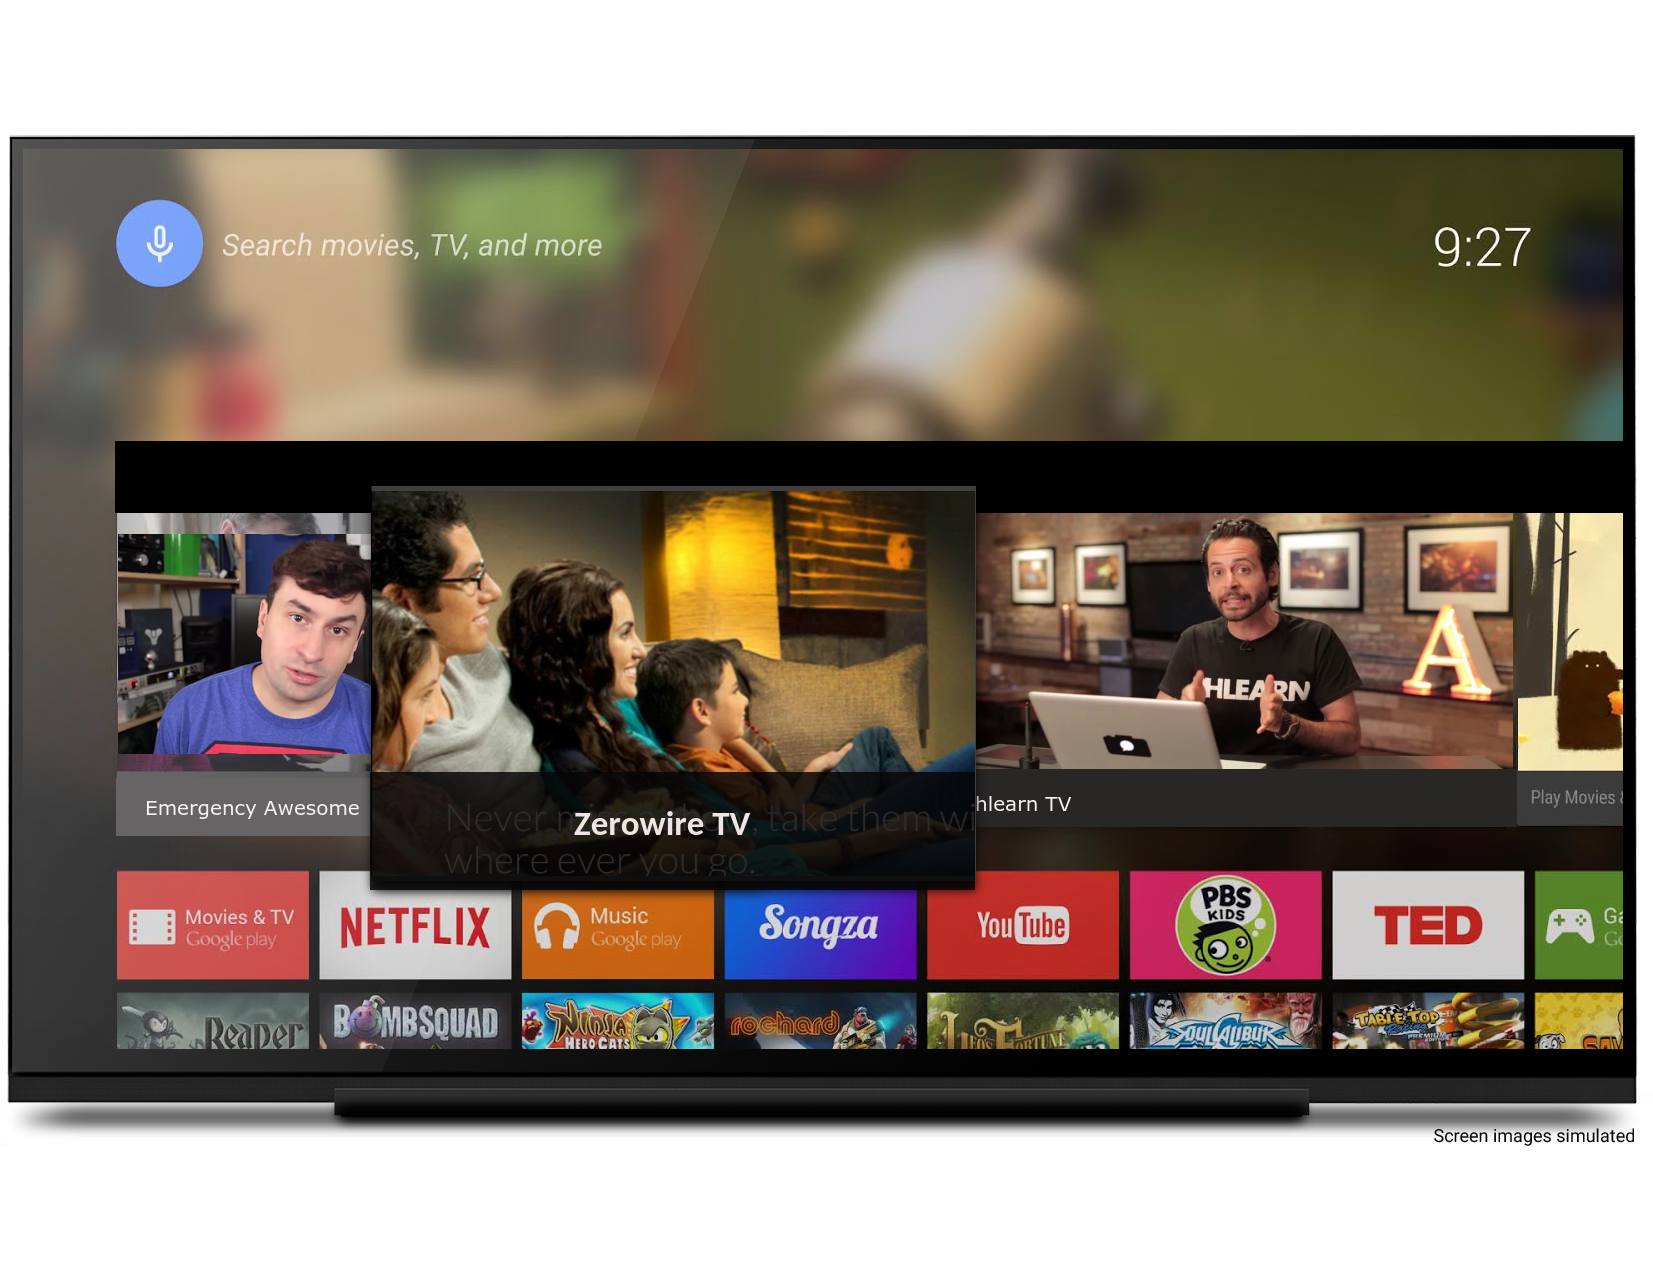 Search movies, TV, and more
9:27
HLEARN
A
Emergency Awesome
Zerowire TV
Never take them wi
where ever you go.
hlearn TV
Play Movies &
Movies & TV
Google play
NETFLIX
Music
Google play
Songza
YouTube
PBS
KIDS
TED
Ga
Go
Reaper
BOMBSQUAD
NINJA
HERO CATS
rochard
LEO'S FORTUNE
SOULCALIBUR
TABLE TOP
Racing
PREMIUM EDITION
SAV
Screen images simulated